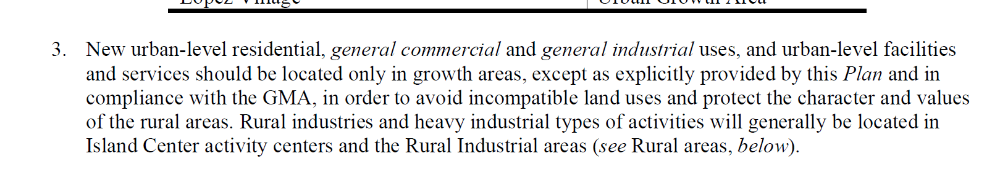 Lopez Village Urban Growth Area
3. New urban-level residential, general commercial and general industrial uses, and urban-level facilities
and services should be located only in growth areas, except as explicitly provided by this Plan and in
compliance with the GMA, in order to avoid incompatible land uses and protect the character and values
of the rural areas. Rural industries and heavy industrial types of activities will generally be located in
Island Center activity centers and the Rural Industrial areas (see Rural areas, below).